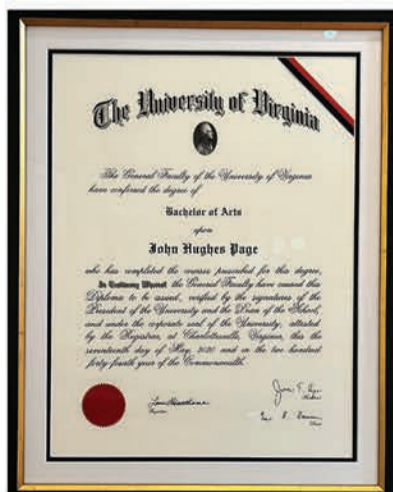 The University of Virginia
The General Faculty of the University of Virginia
have conferred the degree of
Bachelor of Arts
upon
John Hughes Page
who has completed the courses prescribed for this degree,
In Testimony Whereof the General Faculty have caused this
Diploma to be issued, verified by the signatures of the
President of the University and the Dean of the School,
and under the corporate seal of the University, attested
by the Registrar, at Charlottesville, Virginia, this the
seventeenth day of May, 2020 and in the two hundred
forty fourth year of the Commonwealth.